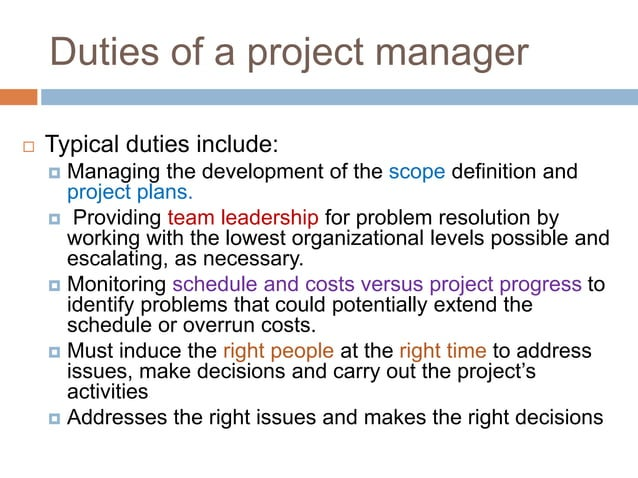 Duties of a project manager
Typical duties include:
Managing the development of the scope definition and
project plans.
Providing team leadership for problem resolution by
working with the lowest organizational levels possible and
escalating, as necessary.
Monitoring schedule and costs versus project progress to
identify problems that could potentially extend the
schedule or overrun costs.
Must induce the right people at the right time to address
issues, make decisions and carry out the project’s
activities
Addresses the right issues and makes the right decisions